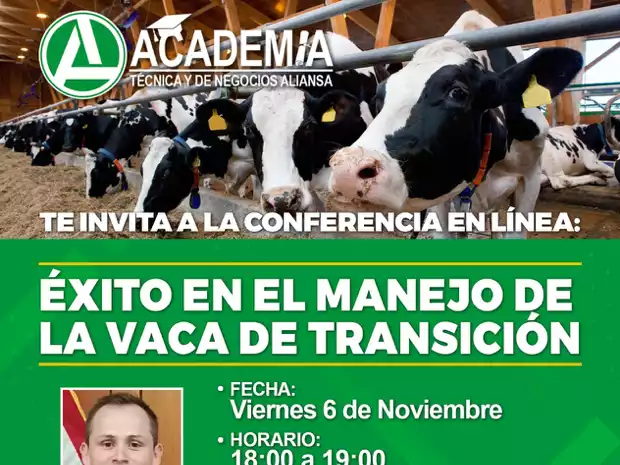 ACADEMIA
TÉCNICA Y DE NEGOCIOS ALIANSA
TE INVITA A LA CONFERENCIA EN LÍNEA:
ÉXITO EN EL MANEJO DE
LA VACA DE TRANSICIÓN
• FECHA:
Viernes 6 de Noviembre
• HORARIO:
18:00 a 19:00